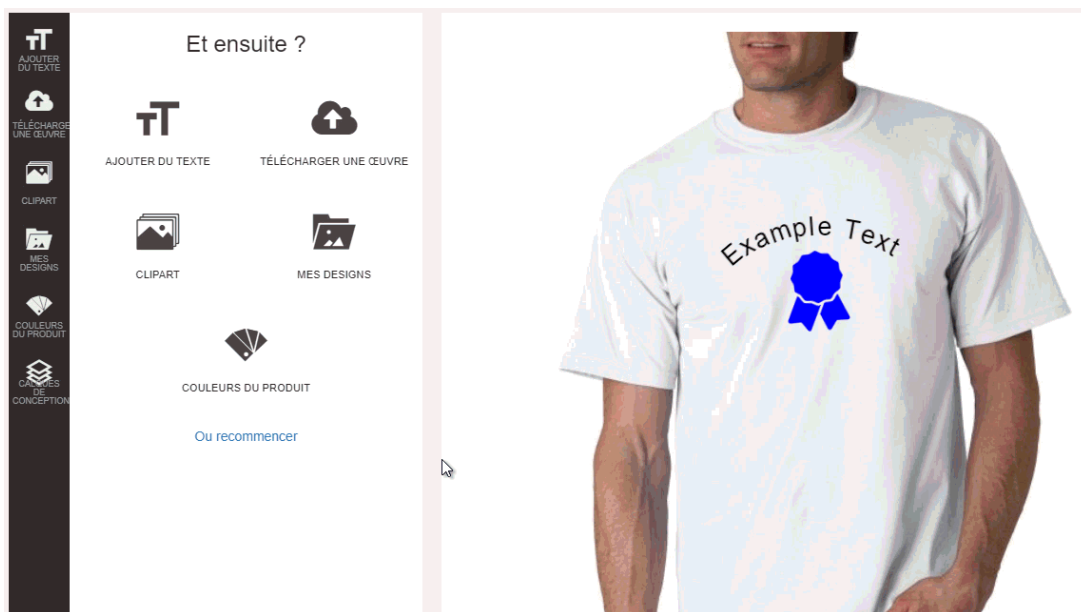 AJOUTER
DU TEXTE
TÉLÉCHARGE
UNE ŒUVRE
CLIPART
MES
DESIGNS
COULEURS
DU PRODUIT
CALQUES
DE
CONCEPTION
Et ensuite ?
AJOUTER DU TEXTE
TÉLÉCHARGER UNE ŒUVRE
CLIPART
MES DESIGNS
COULEURS DU PRODUIT
Ou recommencer
Example Text